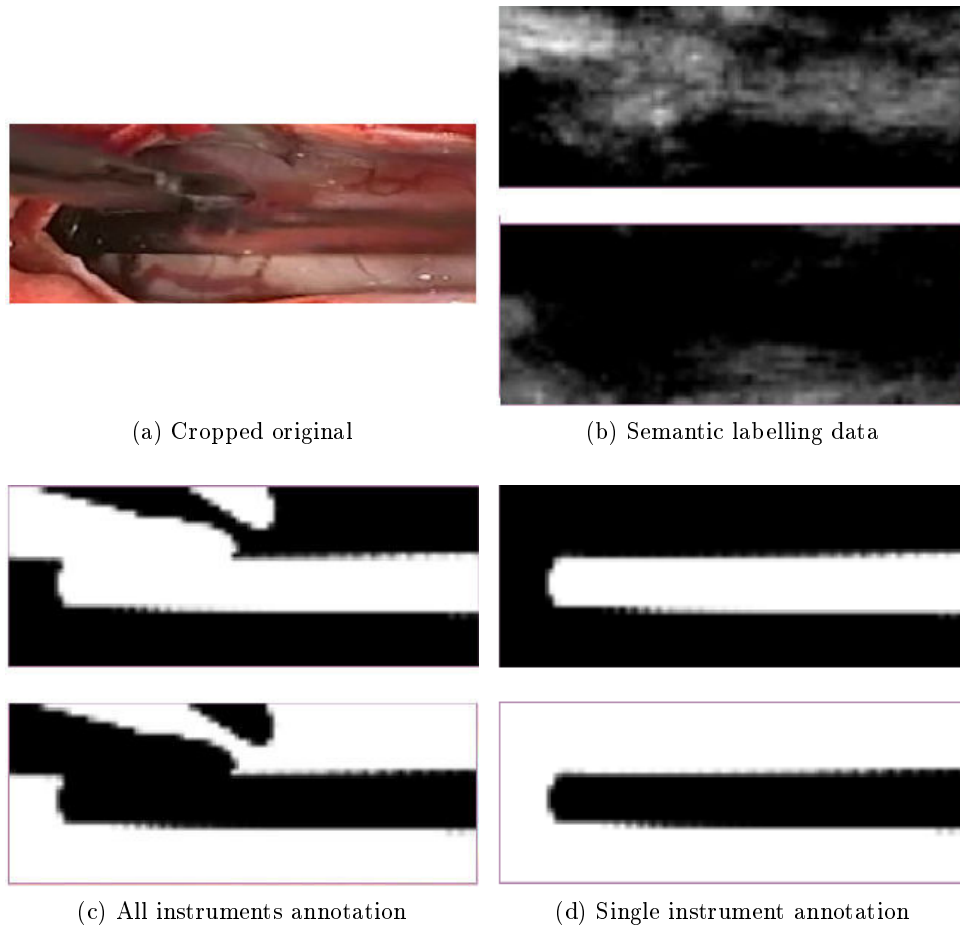 (a) Cropped original
(b) Semantic labelling data
(c) All instruments annotation
(d) Single instrument annotation